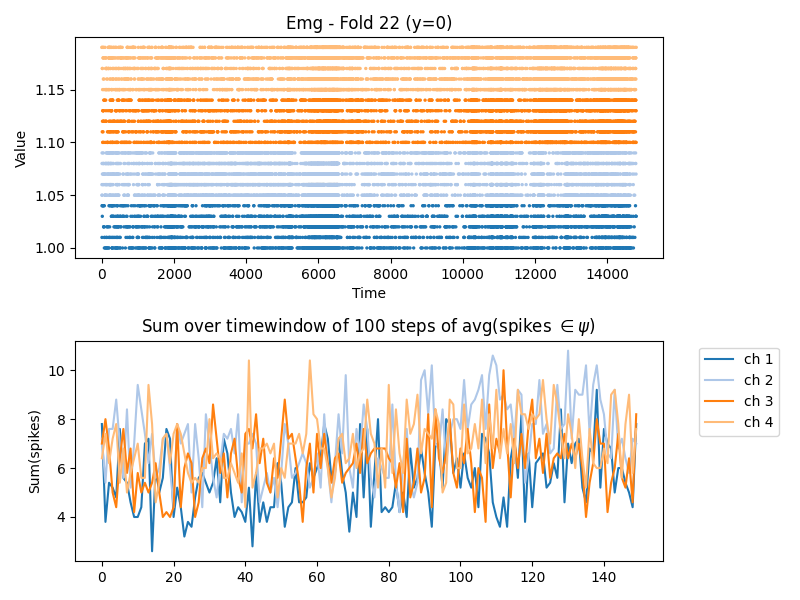 Emg - Fold 22 (y=0)
Value
1.15
1.10
1.05
1.00
0 2000 4000 6000 8000 10000 12000 14000
Time
Sum over timewindow of 100 steps of avg(spikes ∈ ψ)
Sum(spikes)
10
8
6
4
0 20 40 60 80 100 120 140
ch 1
ch 2
ch 3
ch 4